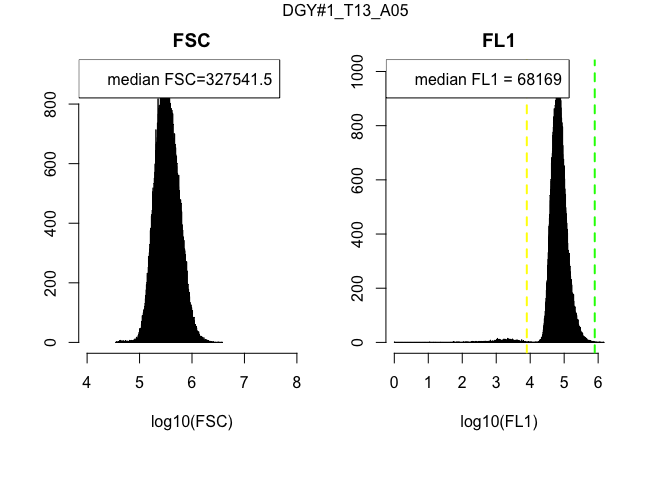 DGY#1_T13_A05
FSC
median FSC=327541.5
0 200 400 600 800
4 5 6 7 8
log10(FSC)
FL1
median FL1 = 68169
0 200 400 600 800 1000
0 1 2 3 4 5 6
log10(FL1)